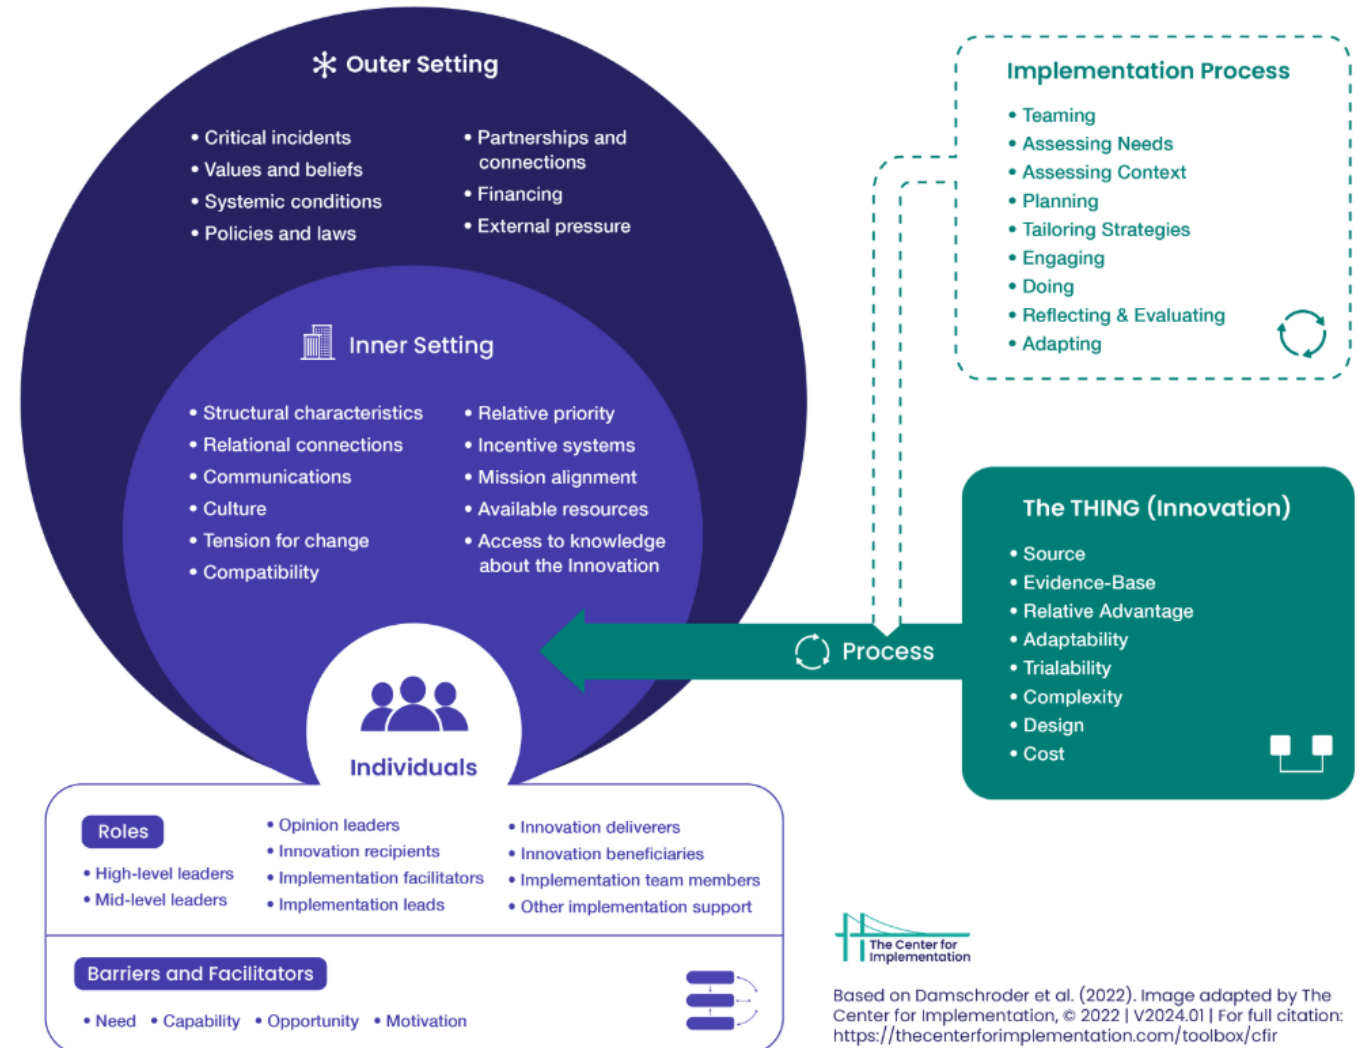 Outer Setting
• Critical incidents
• Values and beliefs
• Systemic conditions
• Policies and laws
• Partnerships and
connections
• Financing
• External pressure
Inner Setting
• Structural characteristics
• Relational connections
• Communications
• Culture
• Tension for change
• Compatibility
• Relative priority
• Incentive systems
• Mission alignment
• Available resources
• Access to knowledge
about the Innovation
Individuals
Roles
• High-level leaders
• Mid-level leaders
• Opinion leaders
• Innovation recipients
• Implementation facilitators
• Implementation leads
• Innovation deliverers
• Innovation beneficiaries
• Implementation team members
• Other implementation support
Barriers and Facilitators
• Need • Capability • Opportunity • Motivation
Implementation Process
• Teaming
• Assessing Needs
• Assessing Context
• Planning
• Tailoring Strategies
• Engaging
• Doing
• Reflecting & Evaluating
• Adapting
Process
The THING (Innovation)
• Source
• Evidence-Base
• Relative Advantage
• Adaptability
• Trialability
• Complexity
• Design
• Cost
The Center for
Implementation
Based on Damschroder et al. (2022). Image adapted by The
Center for Implementation, © 2022 | V2024.01 | For full citation:
https://thecenterforimplementation.com/toolbox/cfir